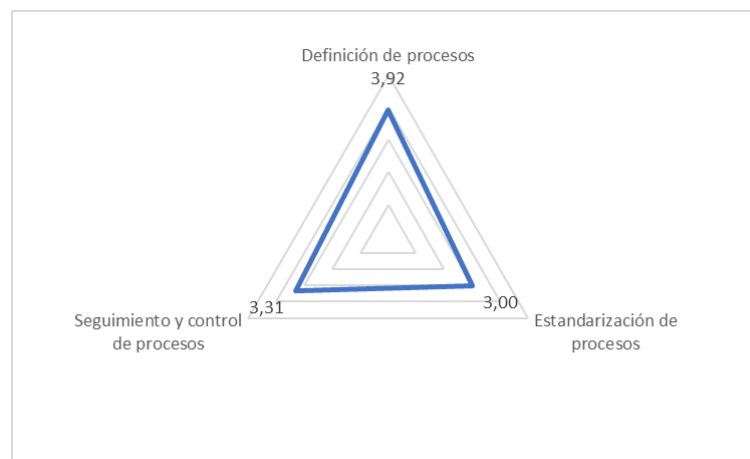 Definición de procesos
3,92
3,31
3,00
Seguimiento y control
de procesos
Estandarización de
procesos